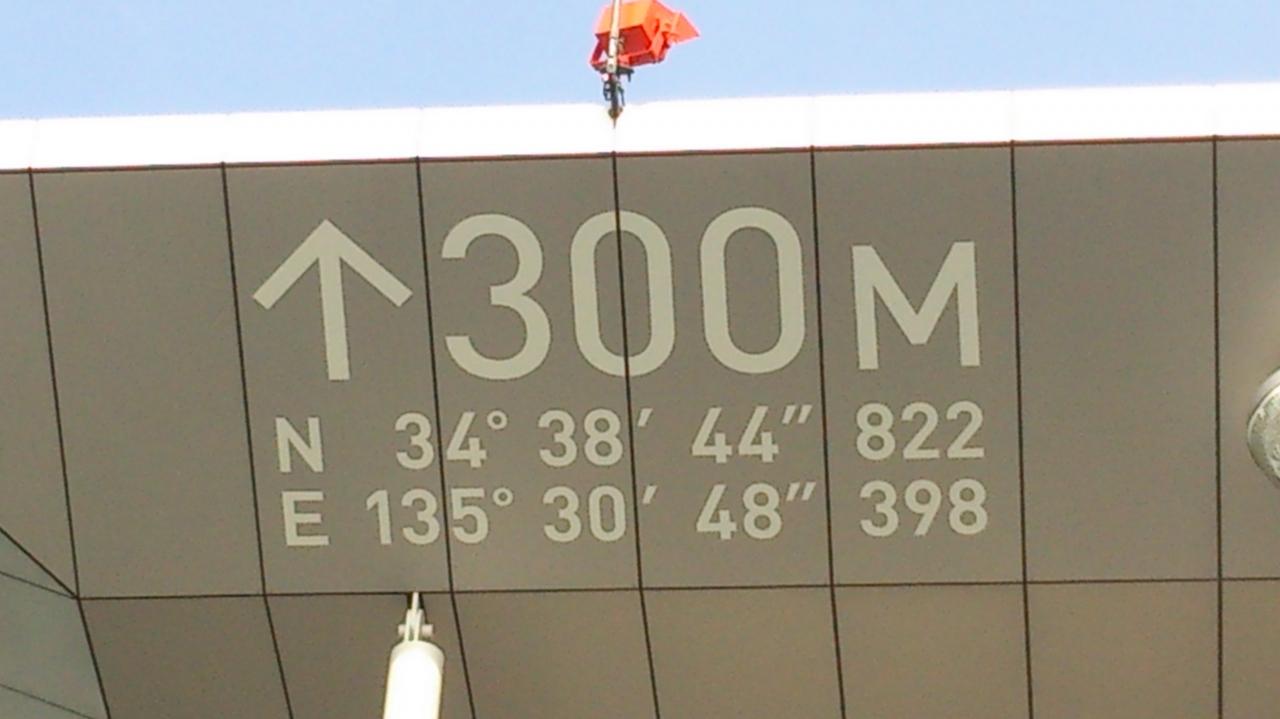 ↑300M
N 34° 38′ 44″ 822
E 135° 30′ 48″ 398